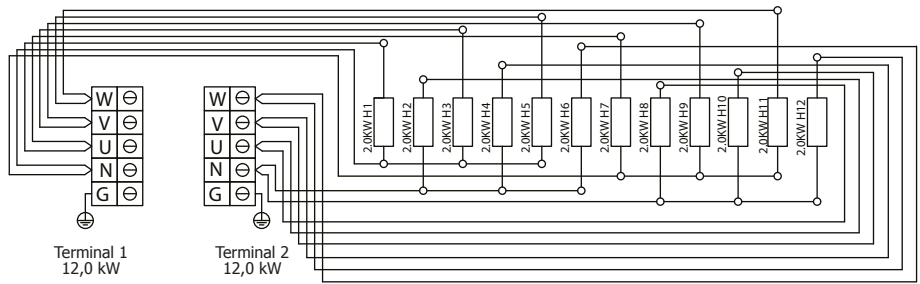 2,0KW H1
2,0KW H2
2,0KW H3
2,0KW H4
2,0KW H5
2,0KW H6
2,0KW H7
2,0KW H8
2,0KW H9
2,0KW H10
2,0KW H11
2,0KW H12
W
V
U
N
G
W
V
U
N
G
Terminal 1
12,0 kW
Terminal 2
12,0 kW